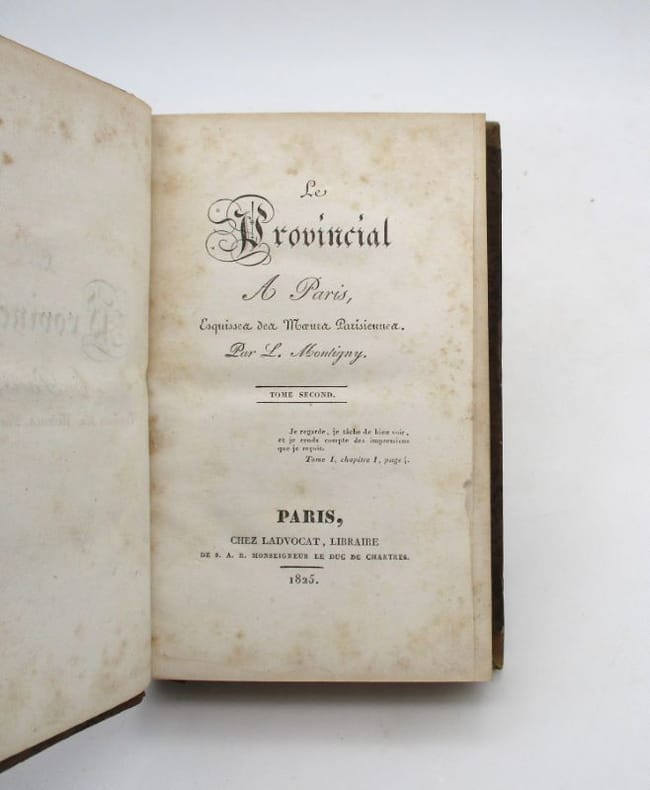 Le
Provincial
A Paris,
Esquisses des Mœurs Parisiennes.
Par L. Montigny.
TOME SECOND.
Je regarde, je tâche de bien voir,
et je rends compte des impressions
que je reçois.
Tome I, chapitre I, page 4.
PARIS,
CHEZ LADVOCAT, LIBRAIRE
DE S. A. R. MONSEIGNEUR LE DUC DE CHARTRES.
1825.